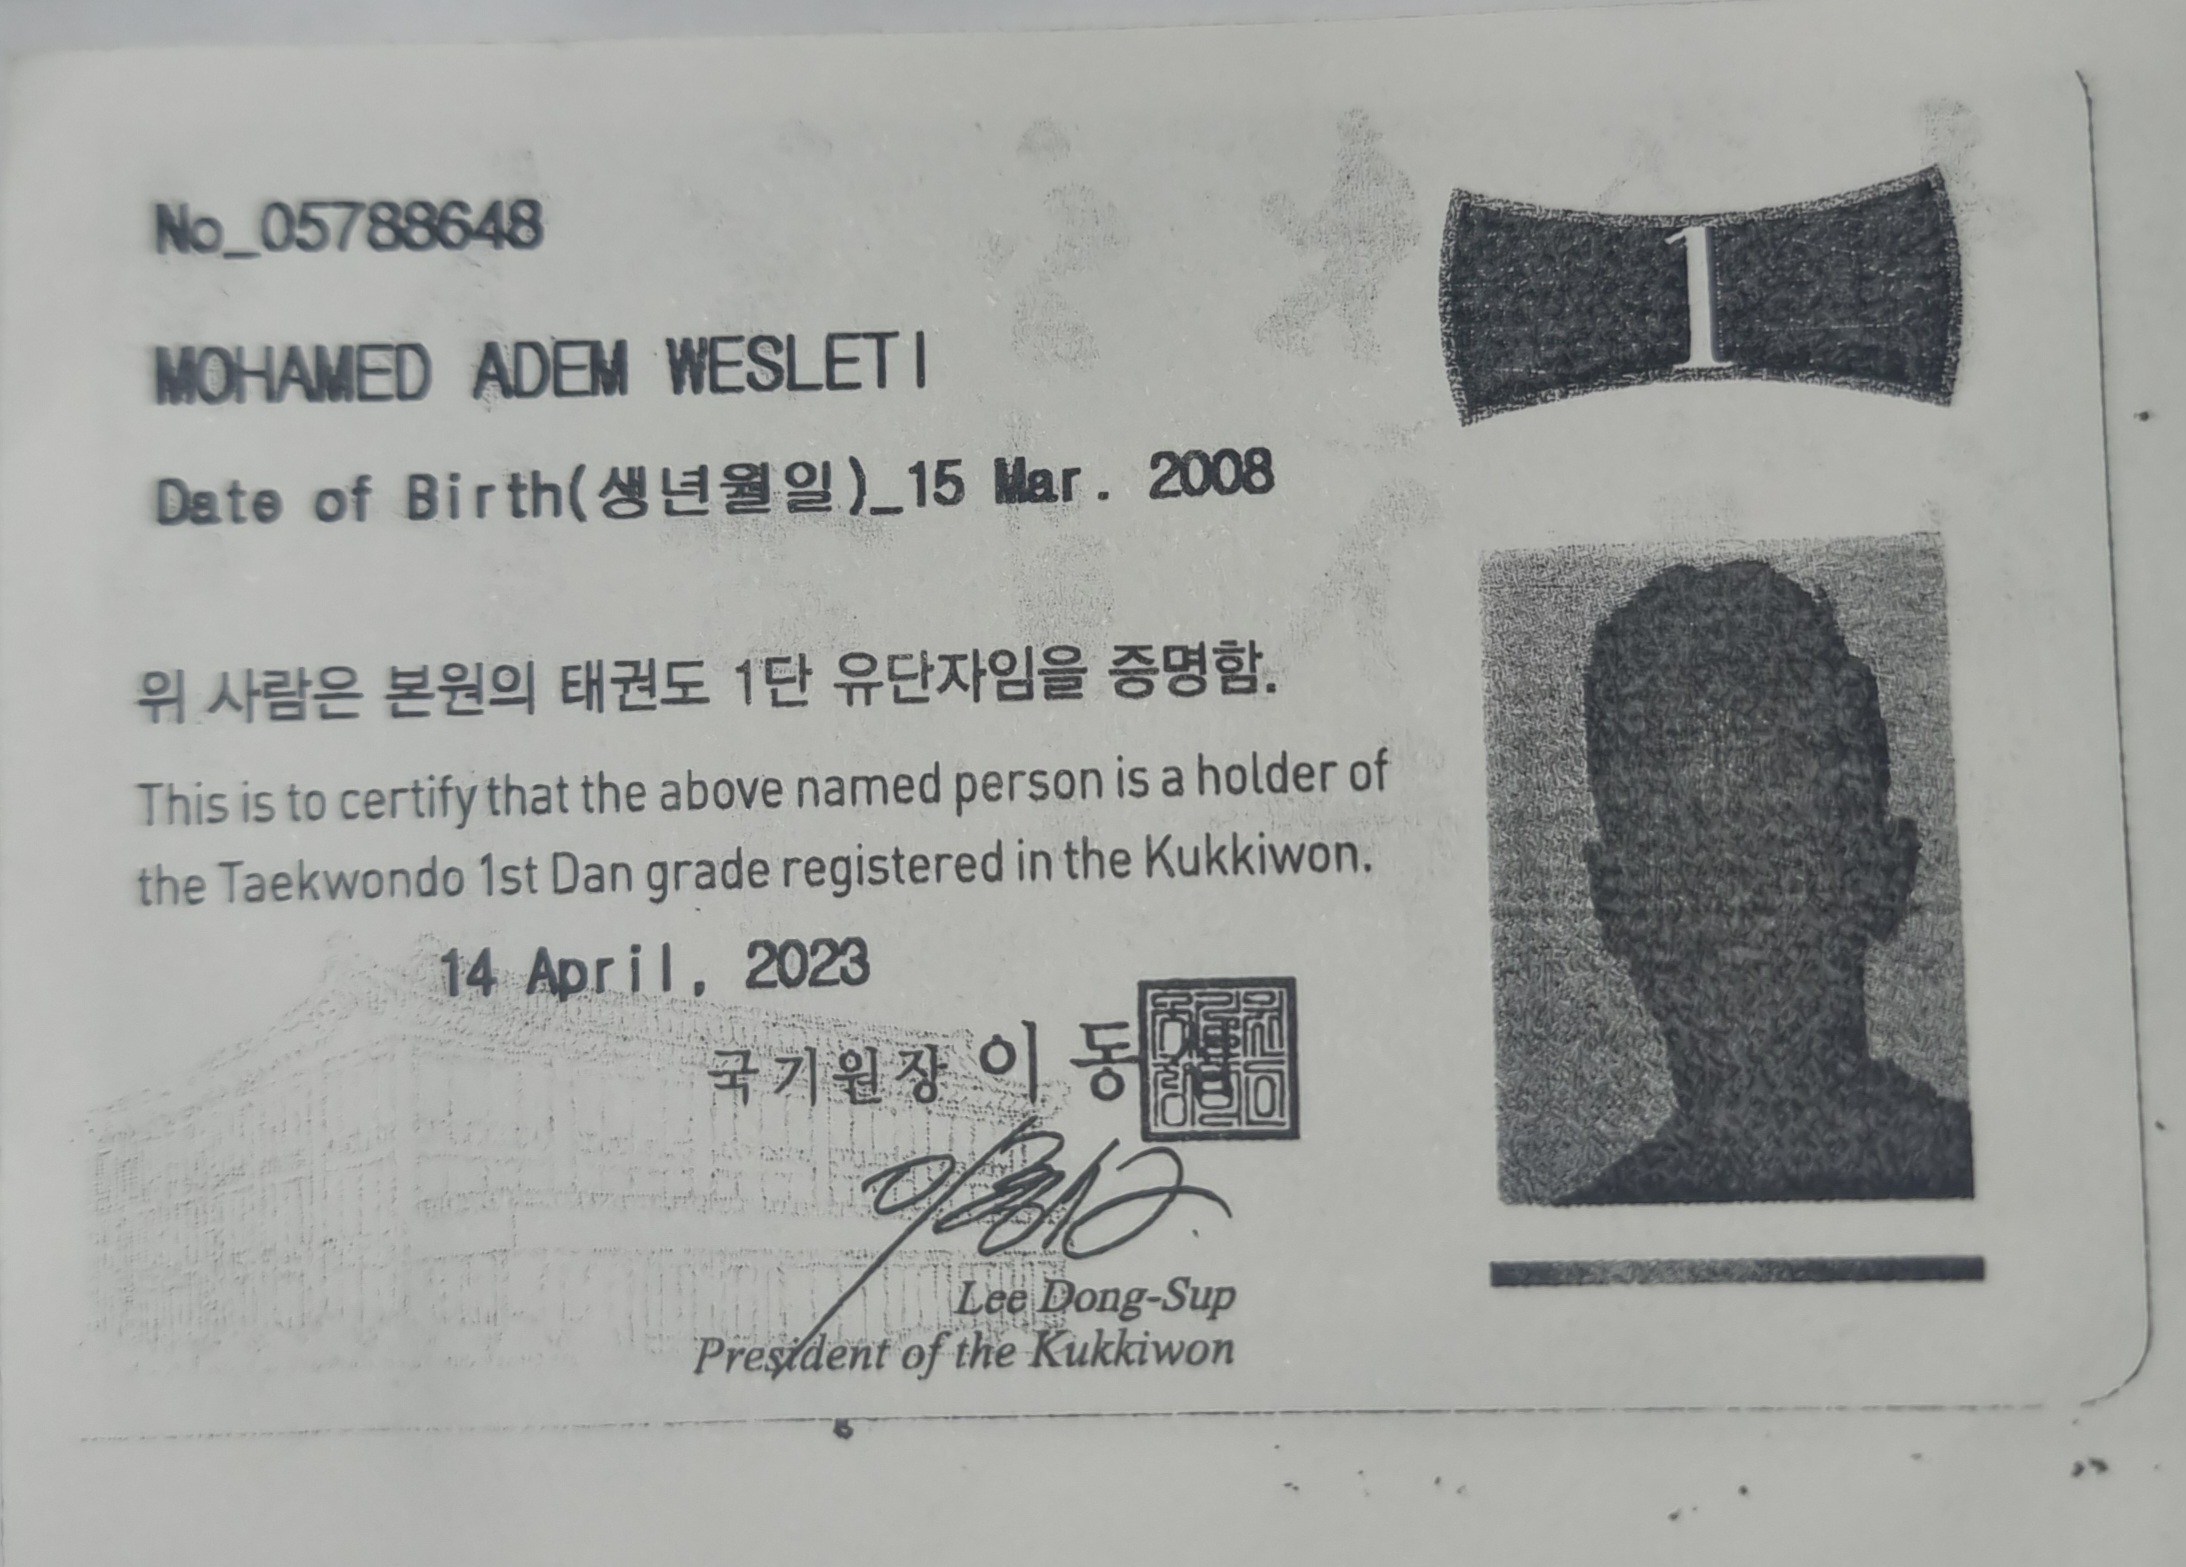 No_05788648
1
MOHAMED ADEM WESLETI
Date of Birth(생년월일)_15 Mar. 2008
위 사람은 본원의 태권도 1단 유단자임을 증명함.
This is to certify that the above named person is a holder of
the Taekwondo 1st Dan grade registered in the Kukkiwon.
14 April, 2023
국기원장 이 동
Lee Dong-Sup
President of the Kukkiwon